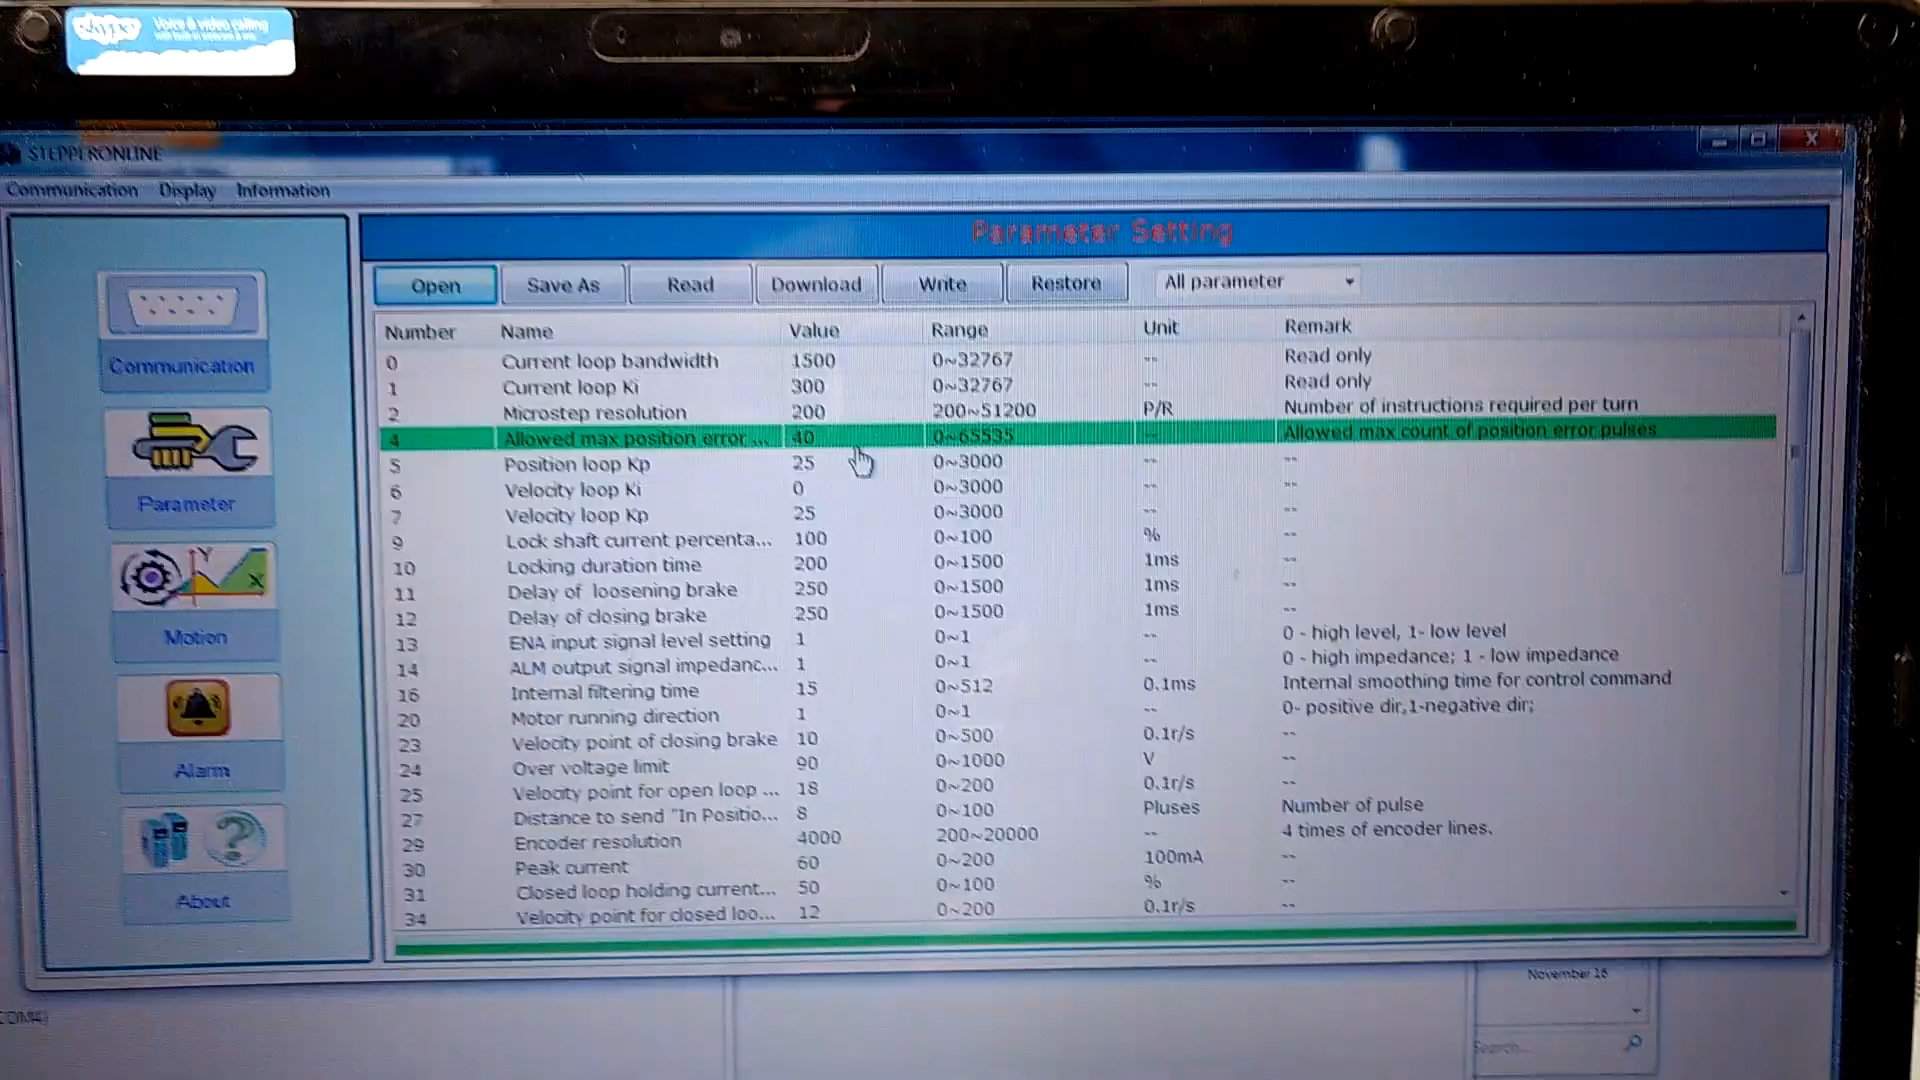 skype Voice & video calling
STEPPERONLINE
Communication Display Information
Parameter Setting
Open Save As Read Download Write Restore All parameter
Number Name Value Range Unit Remark
0 Current loop bandwidth 1500 0~32767 -- Read only
1 Current loop Ki 300 0~32767 -- Read only
2 Microstep resolution 200 200~51200 P/R Number of instructions required per turn
4 Allowed max position error ... 40 0~65535 -- Allowed max count of position error pulses
5 Position loop Kp 25 0~3000 -- --
6 Velocity loop Ki 0 0~3000 -- --
7 Velocity loop Kp 25 0~3000 -- --
9 Lock shaft current percenta... 100 0~100 % --
10 Locking duration time 200 0~1500 1ms --
11 Delay of loosening brake 250 0~1500 1ms --
12 Delay of closing brake 250 0~1500 1ms --
13 ENA input signal level setting 1 0~1 -- 0 - high level, 1- low level
14 ALM output signal impedanc... 1 0~1 -- 0 - high impedance; 1 - low impedance
16 Internal filtering time 15 0~512 0.1ms Internal smoothing time for control command
20 Motor running direction 1 0~1 -- 0- positive dir,1-negative dir;
23 Velocity point of closing brake 10 0~500 0.1r/s --
24 Over voltage limit 90 0~1000 V --
25 Velocity point for open loop ... 18 0~200 0.1r/s --
27 Distance to send "In Positio... 8 0~100 Pluses Number of pulse
29 Encoder resolution 4000 200~20000 -- 4 times of encoder lines.
30 Peak current 60 0~200 100mA --
31 Closed loop holding current... 50 0~100 % --
34 Velocity point for closed loo... 12 0~200 0.1r/s --
Communication
Parameter
Motion
Alarm
About
November 16
Search...